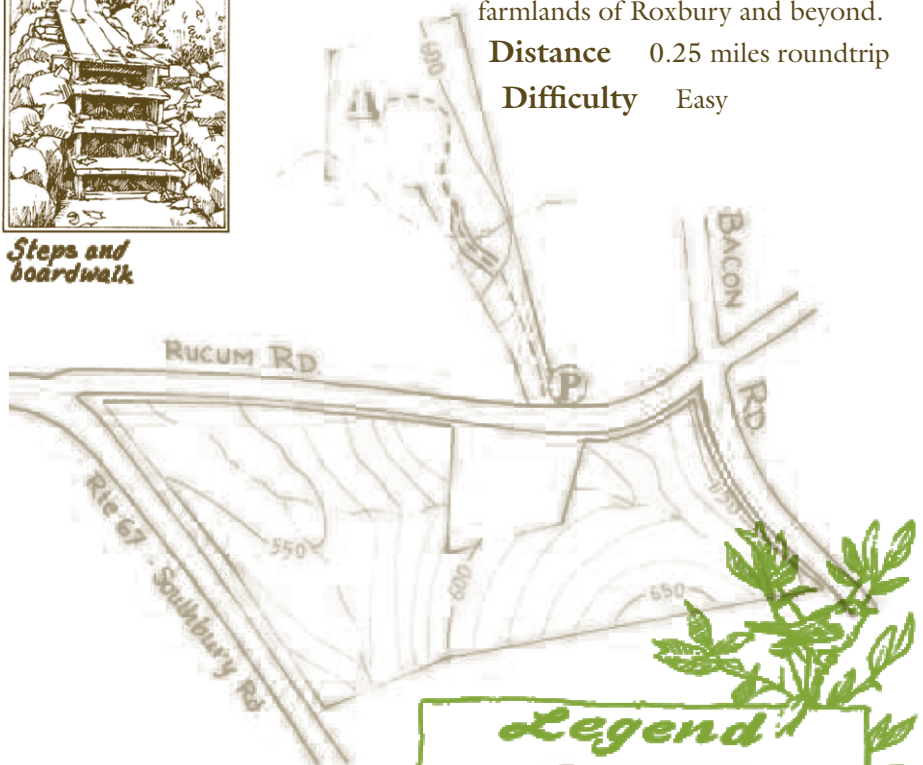 farmlands of Roxbury and beyond.
Distance 0.25 miles roundtrip
Difficulty Easy
600
Steps and
boardwalk
BACON
RD
RUCUM RD
P
Rte 67 - Southbury Rd.
550
600
650
650
Legend